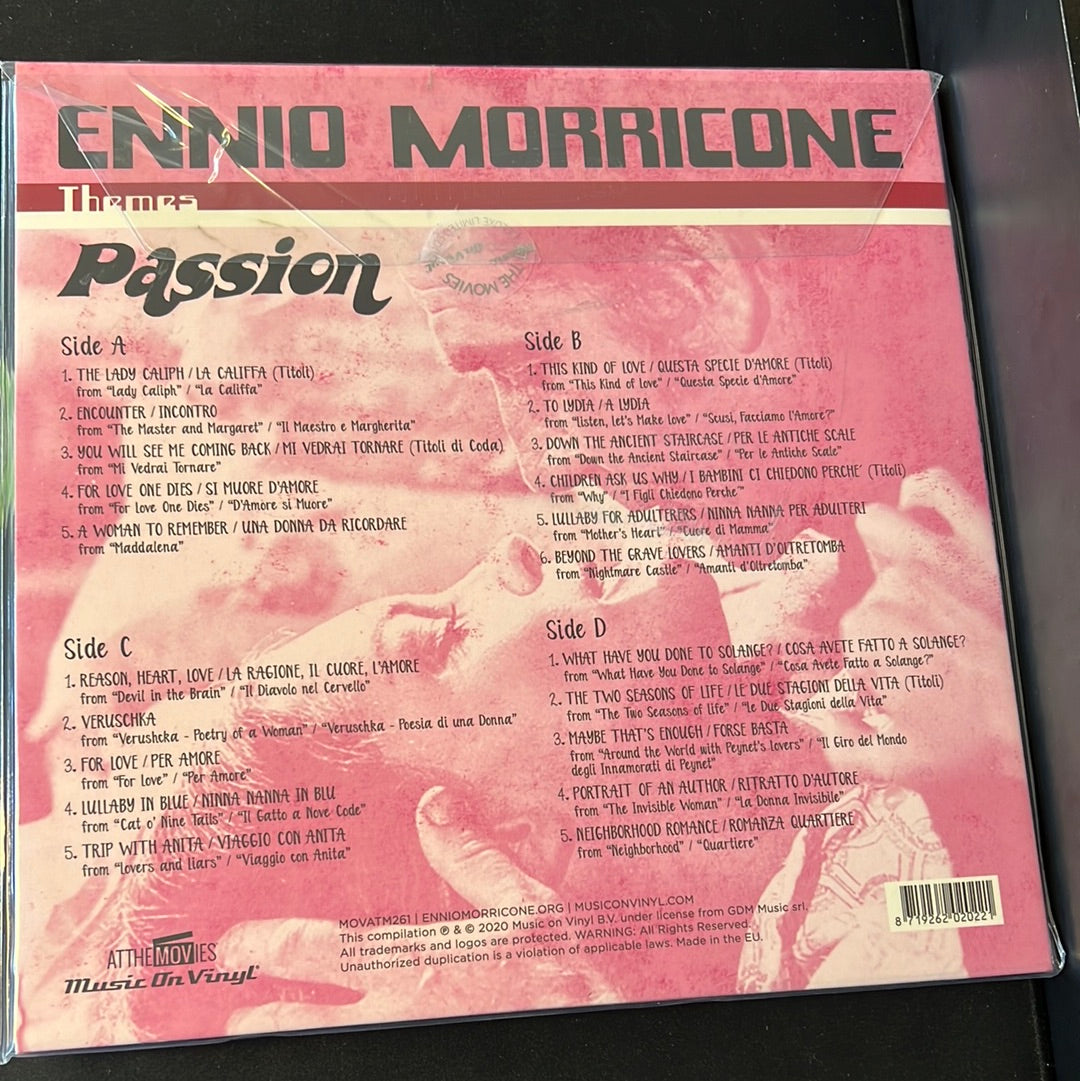 ENNIO MORRICONE
Themes
Passion
Side A
1. THE LADY CALIPH / LA CALIFFA (Titoli)
from "Lady Caliph" / "La Califfa"
2. ENCOUNTER / INCONTRO
from "The Master and Margaret" / "Il Maestro e Margherita"
3. YOU WILL SEE ME COMING BACK / MI VEDRAI TORNARE (Titoli di Coda)
from "Mi Vedrai Tornare"
4. FOR LOVE ONE DIES / SI MUORE D'AMORE
from "For Love One Dies" / "D'Amore si Muore"
5. A WOMAN TO REMEMBER / UNA DONNA DA RICORDARE
from "Maddalena"
Side B
1. THIS KIND OF LOVE / QUESTA SPECIE D'AMORE (Titoli)
from "This Kind of Love" / "Questa Specie d'Amore"
2. TO LYDIA / A LYDIA
from "Listen, Let's Make Love" / "Scusi, Facciamo l'Amore?"
3. DOWN THE ANCIENT STAIRCASE / PER LE ANTICHE SCALE
from "Down the Ancient Staircase" / "Per le Antiche Scale"
4. CHILDREN ASK US WHY / I BAMBINI CI CHIEDONO PERCHE' (Titoli)
from "Why" / "I Figli Chiedono Perche'"
5. LULLABY FOR ADULTERERS / NINNA NANNA PER ADULTERI
from "Mother's Heart" / "Cuore di Mamma"
6. BEYOND THE GRAVE LOVERS / AMANTI D'OLTRETOMBA
from "Nightmare Castle" / "Amanti d'Oltretomba"
Side C
1. REASON, HEART, LOVE / LA RAGIONE, IL CUORE, L'AMORE
from "Devil in the Brain" / "Il Diavolo nel Cervello"
2. VERUSCHKA
from "Verushcka - Poetry of a Woman" / "Veruschka - Poesia di una Donna"
3. FOR LOVE / PER AMORE
from "For Love" / "Per Amore"
4. LULLABY IN BLUE / NINNA NANNA IN BLU
from "Cat o' Nine Tails" / "Il Gatto a Nove Code"
5. TRIP WITH ANITA / VIAGGIO CON ANITA
from "Lovers and Liars" / "Viaggio con Anita"
Side D
1. WHAT HAVE YOU DONE TO SOLANGE? / COSA AVETE FATTO A SOLANGE?
from "What Have You Done to Solange" / "Cosa Avete Fatto a Solange?"
2. THE TWO SEASONS OF LIFE / LE DUE STAGIONI DELLA VITA (Titoli)
from "The Two Seasons of Life" / "Le Due Stagioni della Vita"
3. MAYBE THAT'S ENOUGH / FORSE BASTA
from "Around the World with Peynet's Lovers" / "Il Giro del Mondo
degli Innamorati di Peynet"
4. PORTRAIT OF AN AUTHOR / RITRATTO D'AUTORE
from "The Invisible Woman" / "La Donna Invisibile"
5. NEIGHBORHOOD ROMANCE / ROMANZA QUARTIERE
from "Neighborhood" / "Quartiere"
MOVATM261 | ENNIOMORRICONE.ORG | MUSICONVINYL.COM
This compilation ℗ & © 2020 Music on Vinyl B.V. under license from GDM Music srl.
All trademarks and logos are protected. WARNING: All Rights Reserved.
Unauthorized duplication is a violation of applicable laws. Made in the EU.
AT THE MOVIES
Music On Vinyl
8 719262 020221
THE MOVIES